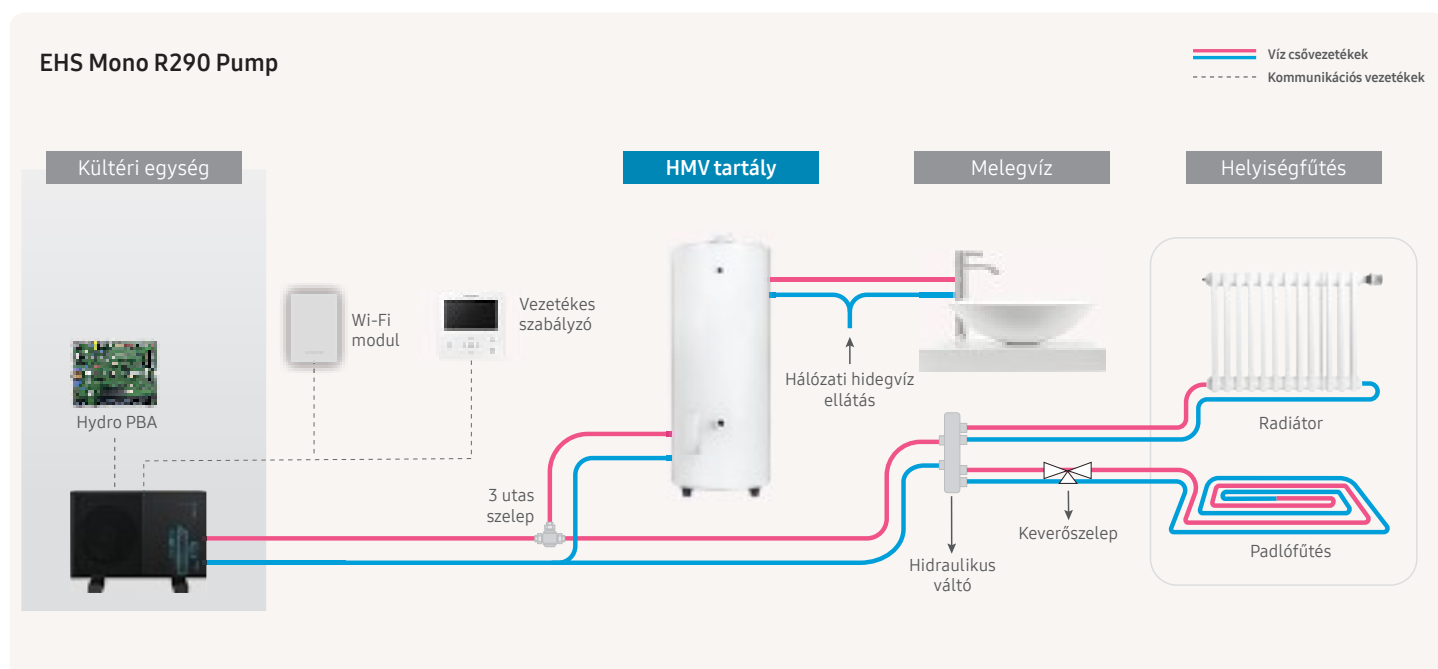 EHS Mono R290 Pump
Víz csővezetékek
Kommunikációs vezetékek
Kültéri egység
HMV tartály
Melegvíz
Helyiségfűtés
Wi-Fi
modul
Vezetékes
szabályzó
Hydro PBA
Hálózati hidegvíz
ellátás
Radiátor
3 utas
szelep
Keverőszelep
Hidraulikus
váltó
Padlófűtés